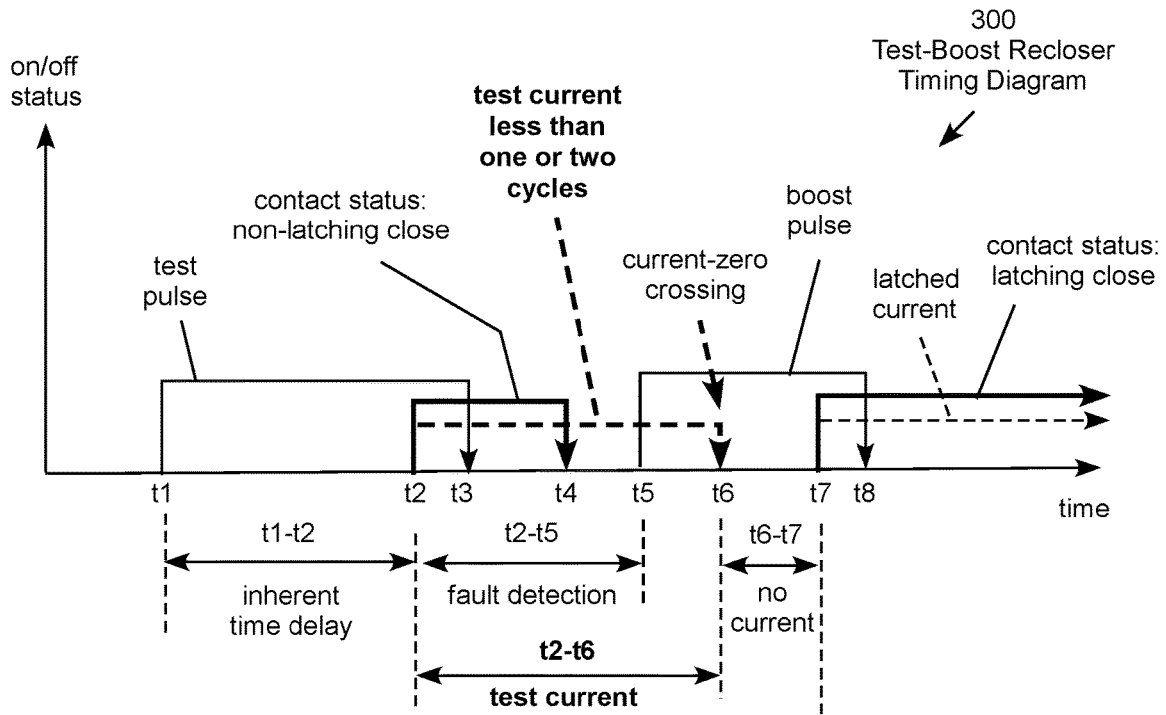 300
Test-Boost Recloser
Timing Diagram
on/off
status
test current
less than
one or two
cycles
contact status:
non-latching close
boost
pulse
test
pulse
current-zero
crossing
contact status:
latching close
latched
current
t1
t2
t3
t4
t5
t6
t7
t8
time
t1-t2
t2-t5
t6-t7
inherent
time delay
fault detection
no
current
t2-t6
test current